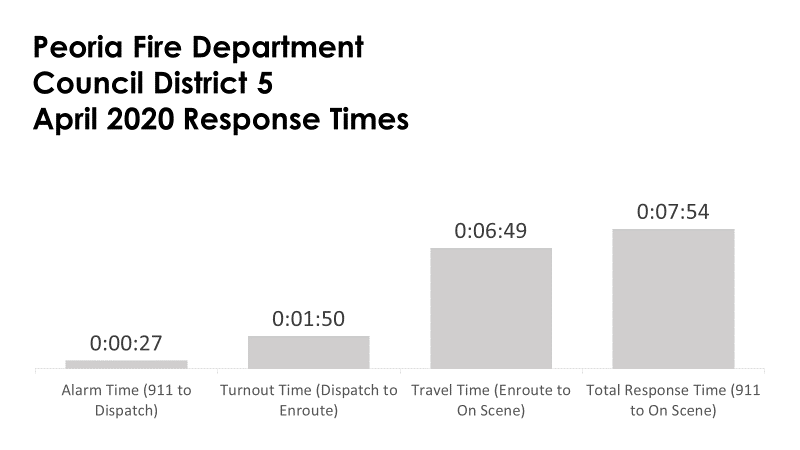 Peoria Fire Department
Council District 5
April 2020 Response Times
0:00:27
0:01:50
0:06:49
0:07:54
Alarm Time (911 to
Dispatch)
Turnout Time (Dispatch to
Enroute)
Travel Time (Enroute to
On Scene)
Total Response Time (911
to On Scene)